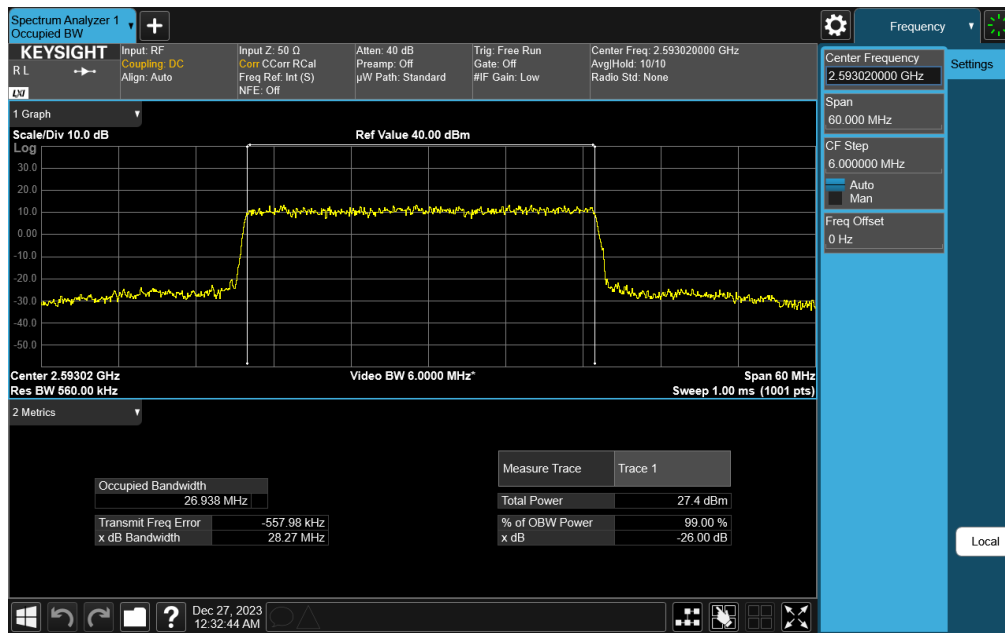 Spectrum Analyzer 1
Occupied BW
Frequency
KEYSIGHT
R L
LXI
Input: RF
Coupling: DC
Align: Auto
Input Z: 50 Ω
Corr CCorr RCal
Freq Ref: Int (S)
NFE: Off
Atten: 40 dB
Preamp: Off
µW Path: Standard
Trig: Free Run
Gate: Off
#IF Gain: Low
Center Freq: 2.593020000 GHz
Avg|Hold: 10/10
Radio Std: None
Center Frequency
2.593020000 GHz
Settings
Span
60.000 MHz
CF Step
6.000000 MHz
Auto
Man
Freq Offset
0 Hz
Local
1 Graph
Scale/Div 10.0 dB
Ref Value 40.00 dBm
Log
30.0
20.0
10.0
0.00
-10.0
-20.0
-30.0
-40.0
-50.0
Center 2.59302 GHz
Video BW 6.0000 MHz*
Span 60 MHz
Res BW 560.00 kHz
Sweep 1.00 ms (1001 pts)
2 Metrics
Occupied Bandwidth
26.938 MHz
Transmit Freq Error -557.98 kHz
x dB Bandwidth 28.27 MHz
Measure Trace Trace 1
Total Power 27.4 dBm
% of OBW Power 99.00 %
x dB -26.00 dB
Dec 27, 2023
12:32:44 AM